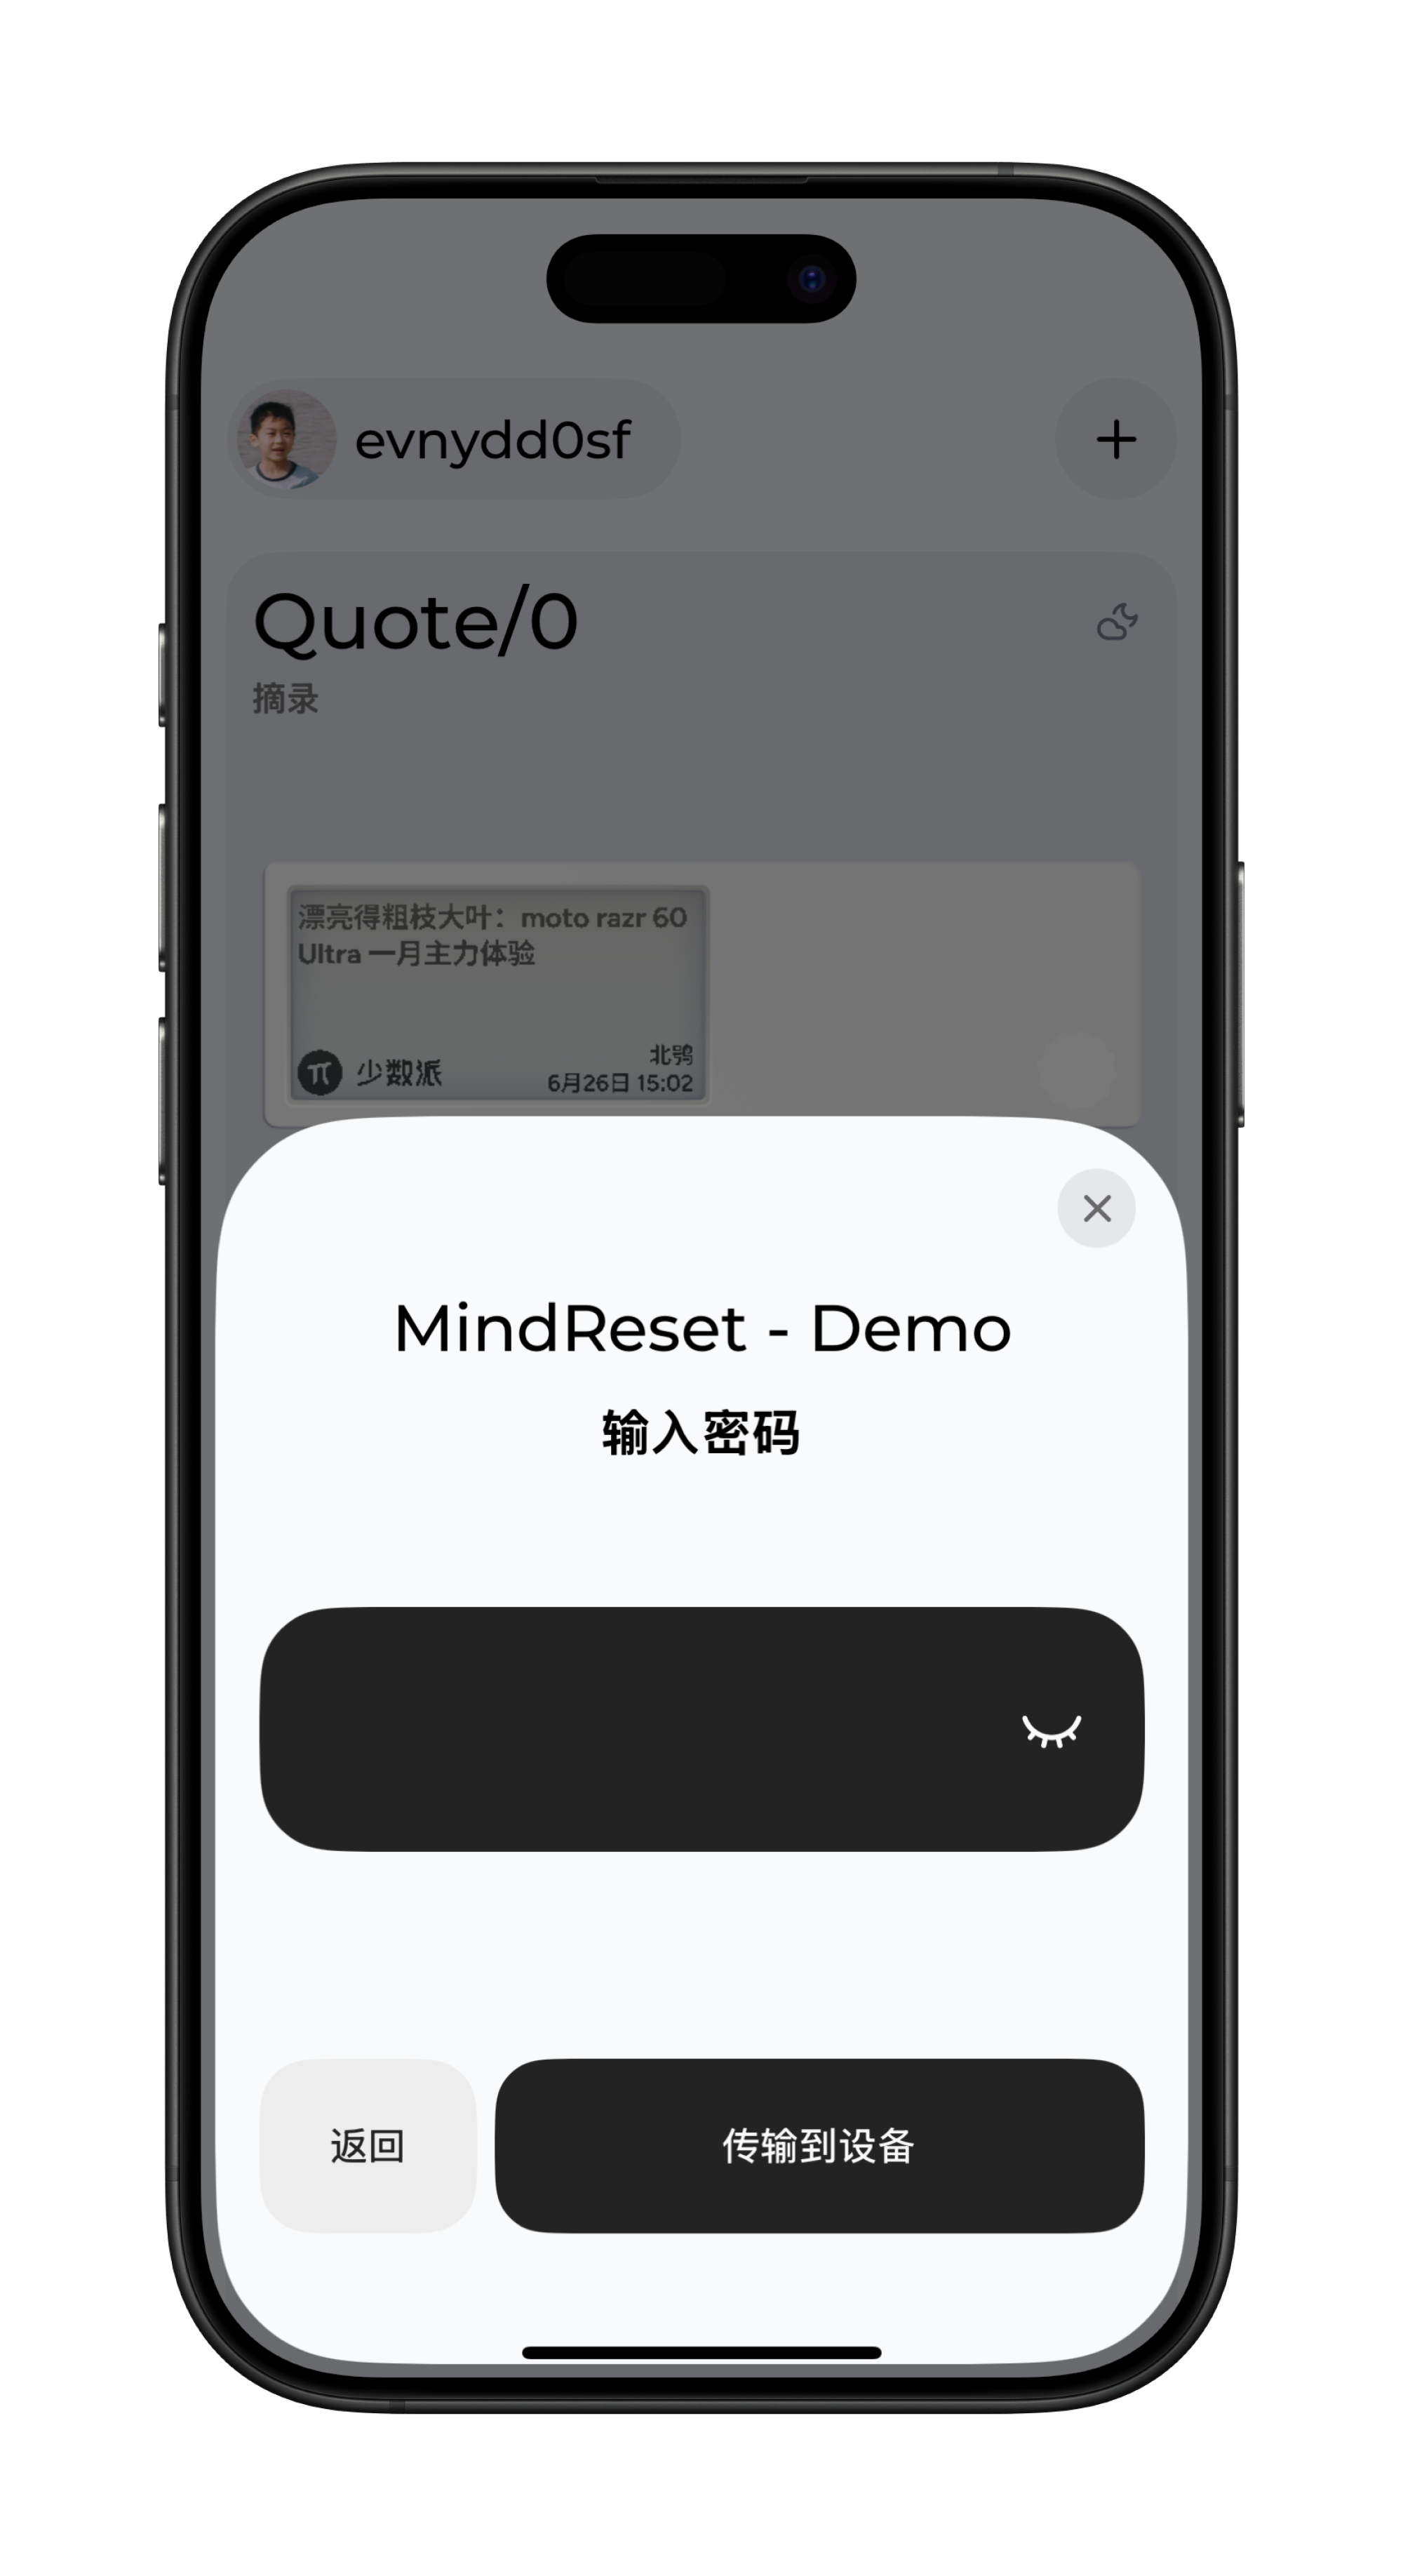 evnydd0sf
Quote/0
摘录
漂亮得粗枝大叶：moto razr 60
Ultra 一月主力体验
少数派
北鸮
6月26日 15:02
MindReset - Demo
输入密码
返回
传输到设备